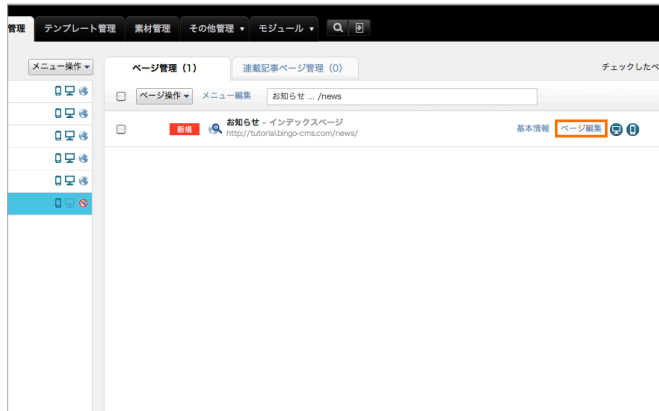 管理 テンプレート管理 素材管理 その他管理 ▼ モジュール ▼
メニュー操作 ▼ ページ管理（1） 連載記事ページ管理（0） チェックしたペ
ページ操作 ▼ メニュー編集 お知らせ ... /news
新規 お知らせ - インデックスページ 基本情報 ページ編集
http://tutorial.bingo-cms.com/news/